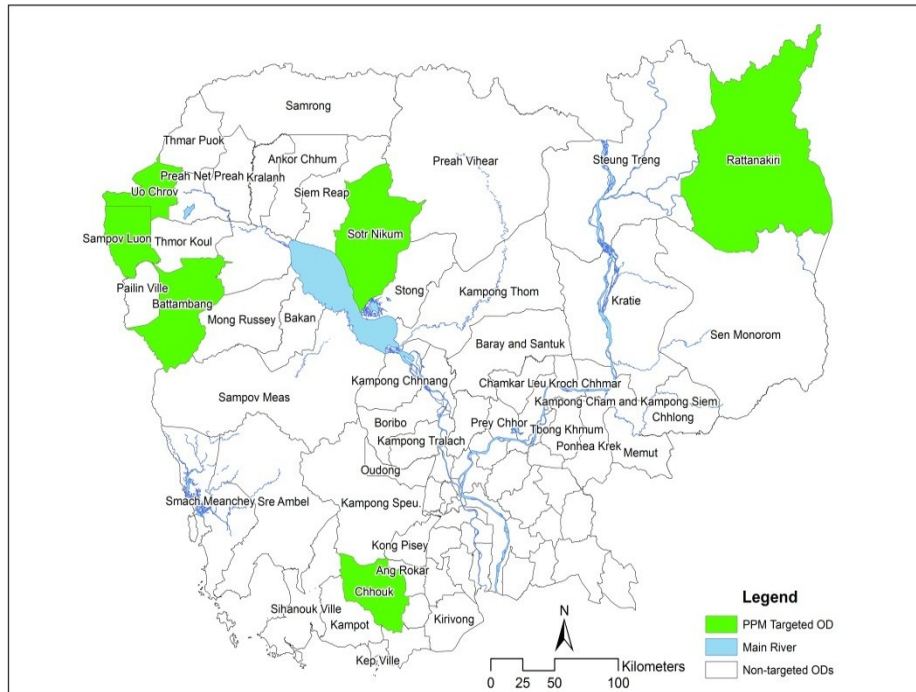 Samrong
Thmar Puok
Ankor Chhum
Preah Vihear
Steung Treng
Rattanakiri
Preah Net Preah
Kralanh
Uo Chrov
Siem Reap
Sotr Nikum
Sampov Luon
Thmor Koul
Pailin Ville
Battambang
Stong
Kampong Thom
Kratie
Mong Russey
Bakan
Sen Monorom
Baray and Santuk
Kampong Chhnang
Chamkar Leu
Kroch Chhmar
Sampov Meas
Kampong Cham and Kampong Siem
Chhlong
Boribo
Prey Chhor
Tbong Khmum
Kampong Tralach
Ponhea Krek
Memut
Oudong
Smach Meanchey
Sre Ambel
Kampong Speu
Kong Pisey
Ang Rokar
Chhouk
Sihanouk Ville
Kampot
Kirivong
Kep Ville
N
Kilometers
0 25 50 100
Legend
PPM Targeted OD
Main River
Non-targeted ODs